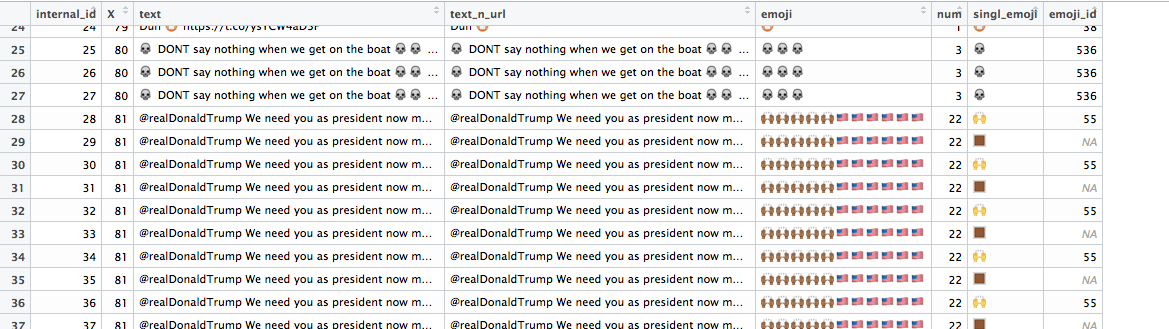 internal_id X text text_n_url emoji num singl_emoji emoji_id
24 24 79 Duff 1 38
25 25 80 💀 DONT say nothing when we get on the boat 💀 💀 ... 💀 DONT say nothing when we get on the boat 💀 💀 ... 💀 💀 💀 3 💀 536
26 26 80 💀 DONT say nothing when we get on the boat 💀 💀 ... 💀 DONT say nothing when we get on the boat 💀 💀 ... 💀 💀 💀 3 💀 536
27 27 80 💀 DONT say nothing when we get on the boat 💀 💀 ... 💀 DONT say nothing when we get on the boat 💀 💀 ... 💀 💀 💀 3 💀 536
28 28 81 @realDonaldTrump We need you as president now m... @realDonaldTrump We need you as president now m... 🙌🏾🙌🏾🙌🏾🙌🏾🙌🏾🇺🇸🇺🇸🇺🇸🇺🇸🇺🇸🇺🇸 22 🙌 55
29 29 81 @realDonaldTrump We need you as president now m... @realDonaldTrump We need you as president now m... 🙌🏾🙌🏾🙌🏾🙌🏾🙌🏾🇺🇸🇺🇸🇺🇸🇺🇸🇺🇸🇺🇸 22 🏾 NA
30 30 81 @realDonaldTrump We need you as president now m... @realDonaldTrump We need you as president now m... 🙌🏾🙌🏾🙌🏾🙌🏾🙌🏾🇺🇸🇺🇸🇺🇸🇺🇸🇺🇸🇺🇸 22 🙌 55
31 31 81 @realDonaldTrump We need you as president now m... @realDonaldTrump We need you as president now m... 🙌🏾🙌🏾🙌🏾🙌🏾🙌🏾🇺🇸🇺🇸🇺🇸🇺🇸🇺🇸🇺🇸 22 🏾 NA
32 32 81 @realDonaldTrump We need you as president now m... @realDonaldTrump We need you as president now m... 🙌🏾🙌🏾🙌🏾🙌🏾🙌🏾🇺🇸🇺🇸🇺🇸🇺🇸🇺🇸🇺🇸 22 🙌 55
33 33 81 @realDonaldTrump We need you as president now m... @realDonaldTrump We need you as president now m... 🙌🏾🙌🏾🙌🏾🙌🏾🙌🏾🇺🇸🇺🇸🇺🇸🇺🇸🇺🇸🇺🇸 22 🏾 NA
34 34 81 @realDonaldTrump We need you as president now m... @realDonaldTrump We need you as president now m... 🙌🏾🙌🏾🙌🏾🙌🏾🙌🏾🇺🇸🇺🇸🇺🇸🇺🇸🇺🇸🇺🇸 22 🙌 55
35 35 81 @realDonaldTrump We need you as president now m... @realDonaldTrump We need you as president now m... 🙌🏾🙌🏾🙌🏾🙌🏾🙌🏾🇺🇸🇺🇸🇺🇸🇺🇸🇺🇸🇺🇸 22 🏾 NA
36 36 81 @realDonaldTrump We need you as president now m... @realDonaldTrump We need you as president now m... 🙌🏾🙌🏾🙌🏾🙌🏾🙌🏾🇺🇸🇺🇸🇺🇸🇺🇸🇺🇸🇺🇸 22 🙌 55
37 37 81 @realDonaldTrump We need you as president now m... @realDonaldTrump We need you as president now m... 🙌🏾🙌🏾🙌🏾🙌🏾🙌🏾🇺🇸🇺🇸🇺🇸🇺🇸🇺🇸🇺🇸 22 🏾 NA